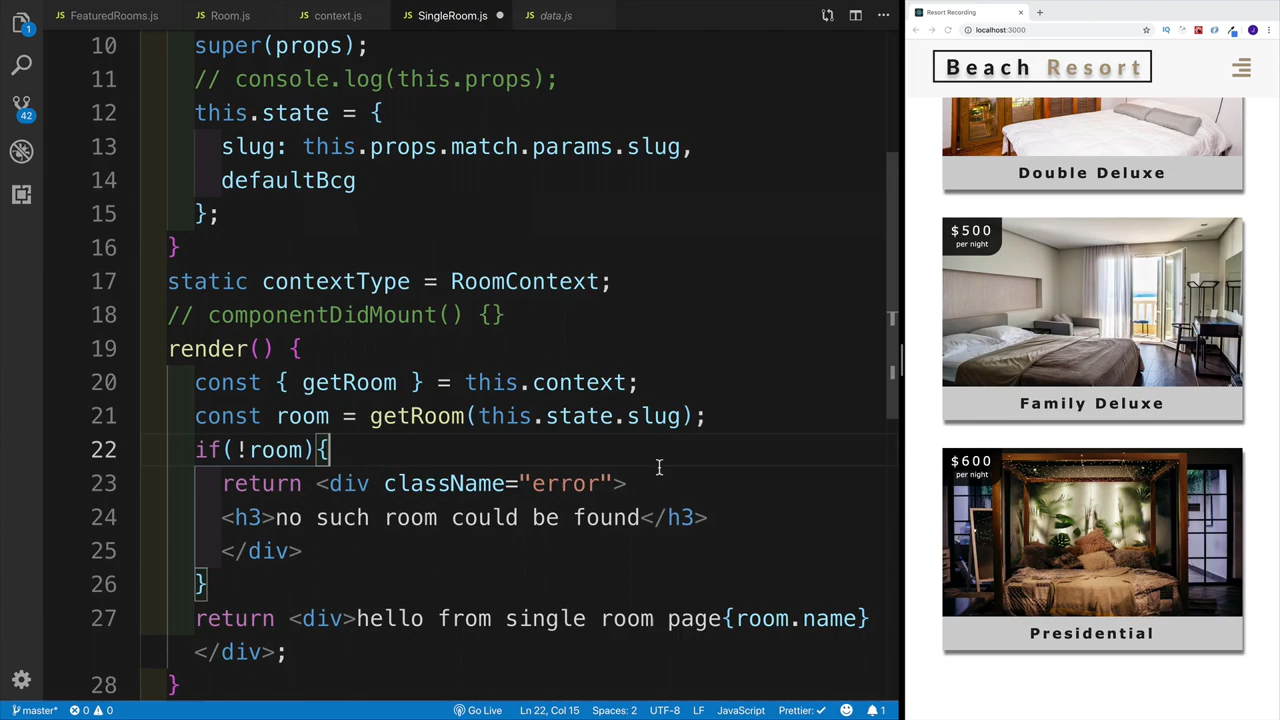 FeaturedRooms.js
Room.js
context.js
SingleRoom.js
data.js
1
42
10 super(props);
11 // console.log(this.props);
12 this.state = {
13 slug: this.props.match.params.slug,
14 defaultBcg
15 };
16 }
17 static contextType = RoomContext;
18 // componentDidMount() {}
19 render() {
20 const { getRoom } = this.context;
21 const room = getRoom(this.state.slug);
22 if(!room){
23 return <div className="error">
24 <h3>no such room could be found</h3>
25 </div>
26 }
27 return <div>hello from single room page{room.name}
</div>;
28 }
master* 0 0 Go Live Ln 22, Col 15 Spaces: 2 UTF-8 LF JavaScript Prettier: ✓ 1
Resort Recording
localhost:3000
Beach Resort
Double Deluxe
$500
per night
Family Deluxe
$600
per night
Presidential